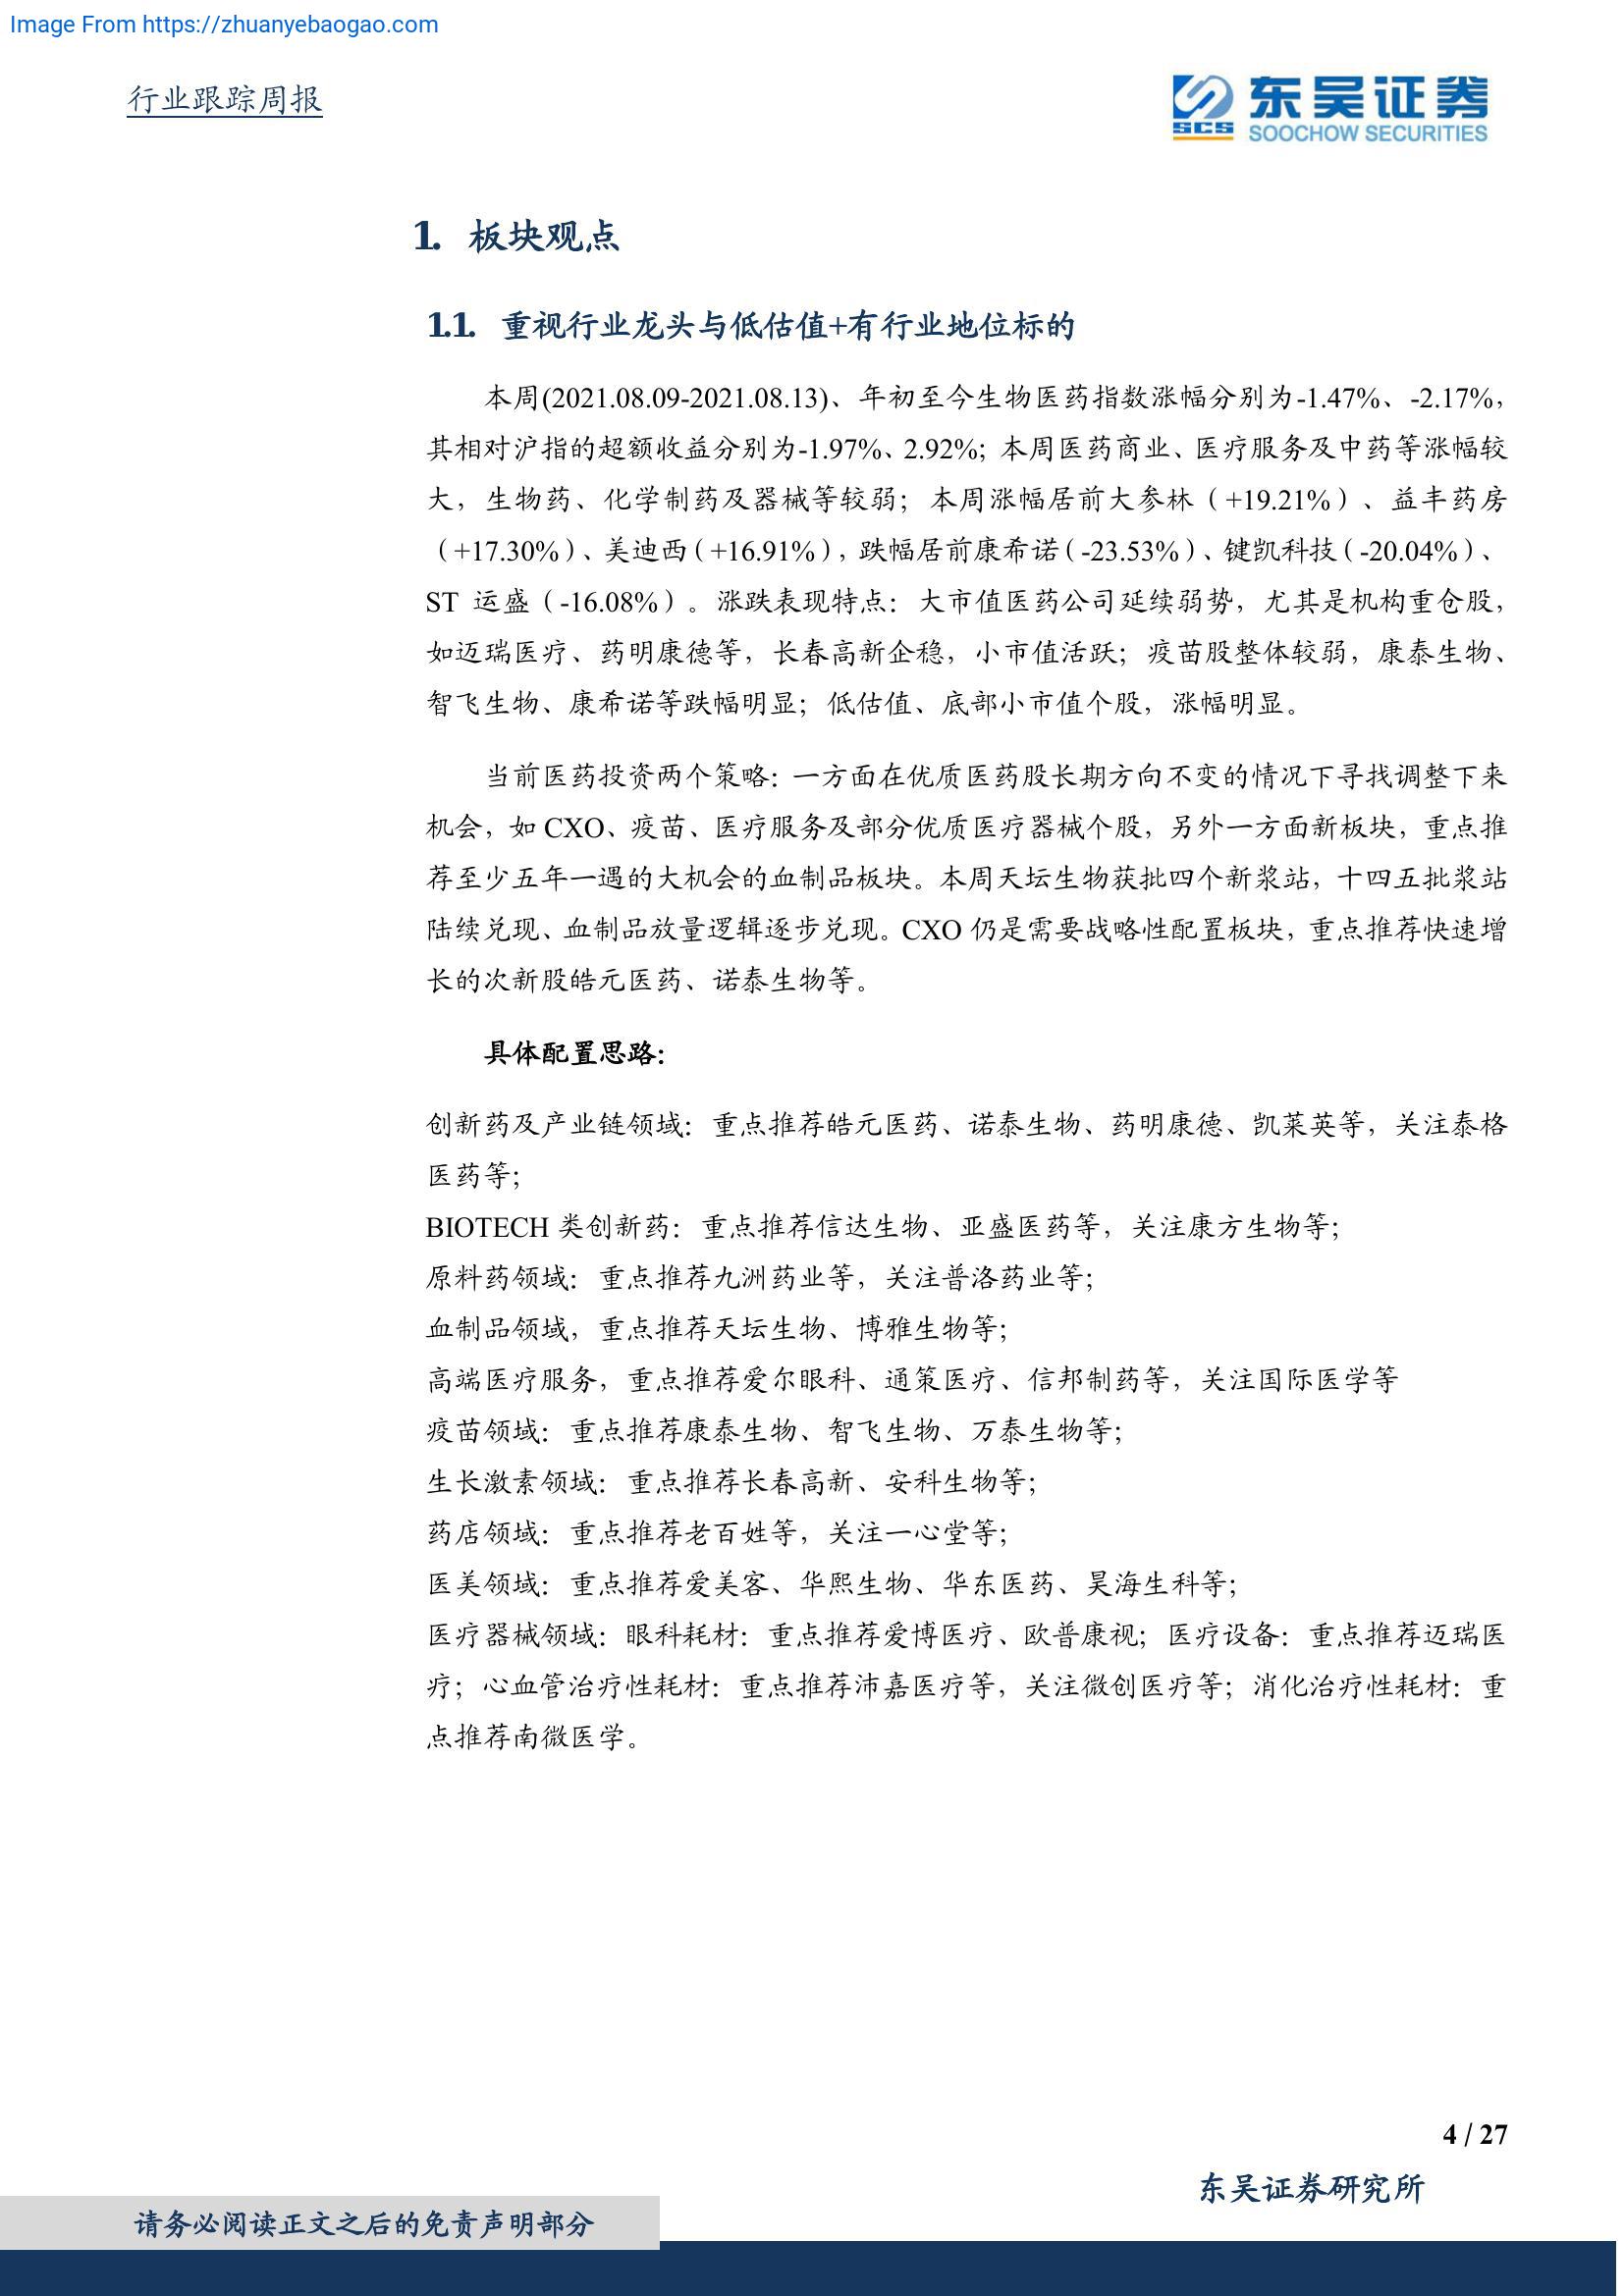 Image From https://zhuanyebaogao.com
行业跟踪周报
东吴证券
SCS
SOOCHOW SECURITIES
1. 板块观点
1.1. 重视行业龙头与低估值+有行业地位标的
本周(2021.08.09-2021.08.13)、年初至今生物医药指数涨幅分别为-1.47%、-2.17%，
其相对沪指的超额收益分别为-1.97%、2.92%；本周医药商业、医疗服务及中药等涨幅较
大，生物药、化学制药及器械等较弱；本周涨幅居前大参林（+19.21%）、益丰药房
（+17.30%）、美迪西（+16.91%），跌幅居前康希诺（-23.53%）、键凯科技（-20.04%）、
ST 运盛（-16.08%）。涨跌表现特点：大市值医药公司延续弱势，尤其是机构重仓股，
如迈瑞医疗、药明康德等，长春高新企稳，小市值活跃；疫苗股整体较弱，康泰生物、
智飞生物、康希诺等跌幅明显；低估值、底部小市值个股，涨幅明显。
当前医药投资两个策略：一方面在优质医药股长期方向不变的情况下寻找调整下来
机会，如 CXO、疫苗、医疗服务及部分优质医疗器械个股，另外一方面新板块，重点推
荐至少五年一遇的大机会的血制品板块。本周天坛生物获批四个新浆站，十四五批浆站
陆续兑现、血制品放量逻辑逐步兑现。CXO 仍是需要战略性配置板块，重点推荐快速增
长的次新股皓元医药、诺泰生物等。
具体配置思路：
创新药及产业链领域：重点推荐皓元医药、诺泰生物、药明康德、凯莱英等，关注泰格
医药等；
BIOTECH 类创新药：重点推荐信达生物、亚盛医药等，关注康方生物等；
原料药领域：重点推荐九洲药业等，关注普洛药业等；
血制品领域，重点推荐天坛生物、博雅生物等；
高端医疗服务，重点推荐爱尔眼科、通策医疗、信邦制药等，关注国际医学等
疫苗领域：重点推荐康泰生物、智飞生物、万泰生物等；
生长激素领域：重点推荐长春高新、安科生物等；
药店领域：重点推荐老百姓等，关注一心堂等；
医美领域：重点推荐爱美客、华熙生物、华东医药、昊海生科等；
医疗器械领域：眼科耗材：重点推荐爱博医疗、欧普康视；医疗设备：重点推荐迈瑞医
疗；心血管治疗性耗材：重点推荐沛嘉医疗等，关注微创医疗等；消化治疗性耗材：重
点推荐南微医学。
4 / 27
东吴证券研究所
请务必阅读正文之后的免责声明部分